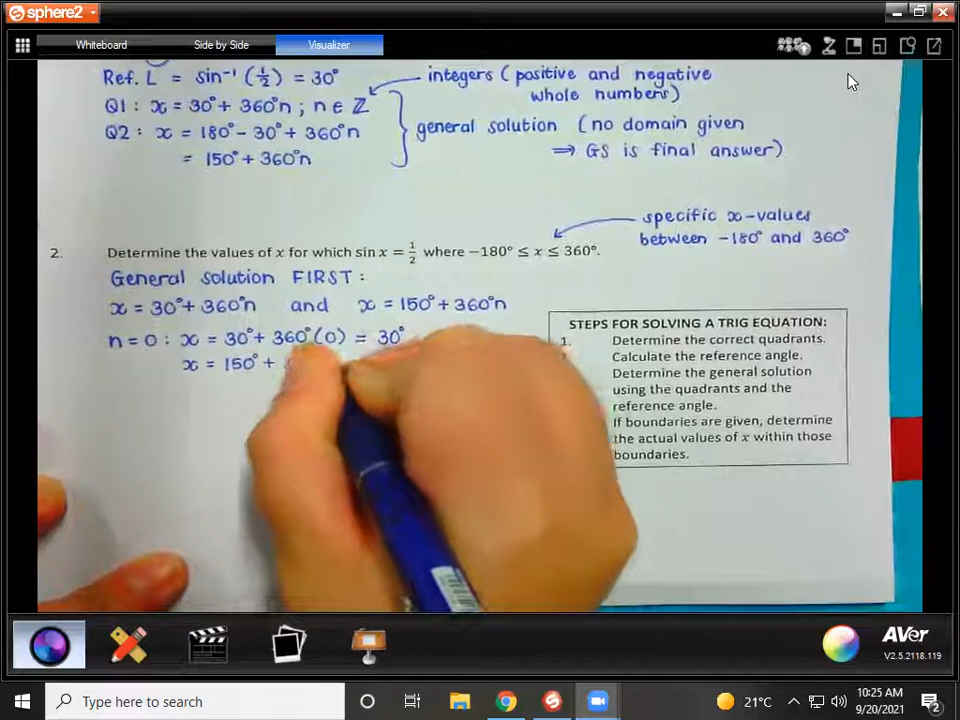 sphere2
Whiteboard
Side by Side
Visualizer
Ref. L = sin⁻¹ (1/2) = 30°
integers (positive and negative
whole numbers)
Q1 : x = 30° + 360°n ; n ∈ ℤ
Q2 : x = 180° - 30° + 360°n
= 150° + 360°n
general solution (no domain given
⟹ GS is final answer)
specific x-values
between -180° and 360°
2. Determine the values of x for which sin x = 1/2 where −180° ≤ x ≤ 360°.
General solution FIRST :
x = 30° + 360°n and x = 150° + 360°n
n = 0 : x = 30° + 360°(0) = 30°
x = 150° +
STEPS FOR SOLVING A TRIG EQUATION:
1. Determine the correct quadrants.
Calculate the reference angle.
Determine the general solution
using the quadrants and the
reference angle.
If boundaries are given, determine
the actual values of x within those
boundaries.
AVer
V2.5.2118.119
Type here to search
21°C
10:25 AM
9/20/2021
2